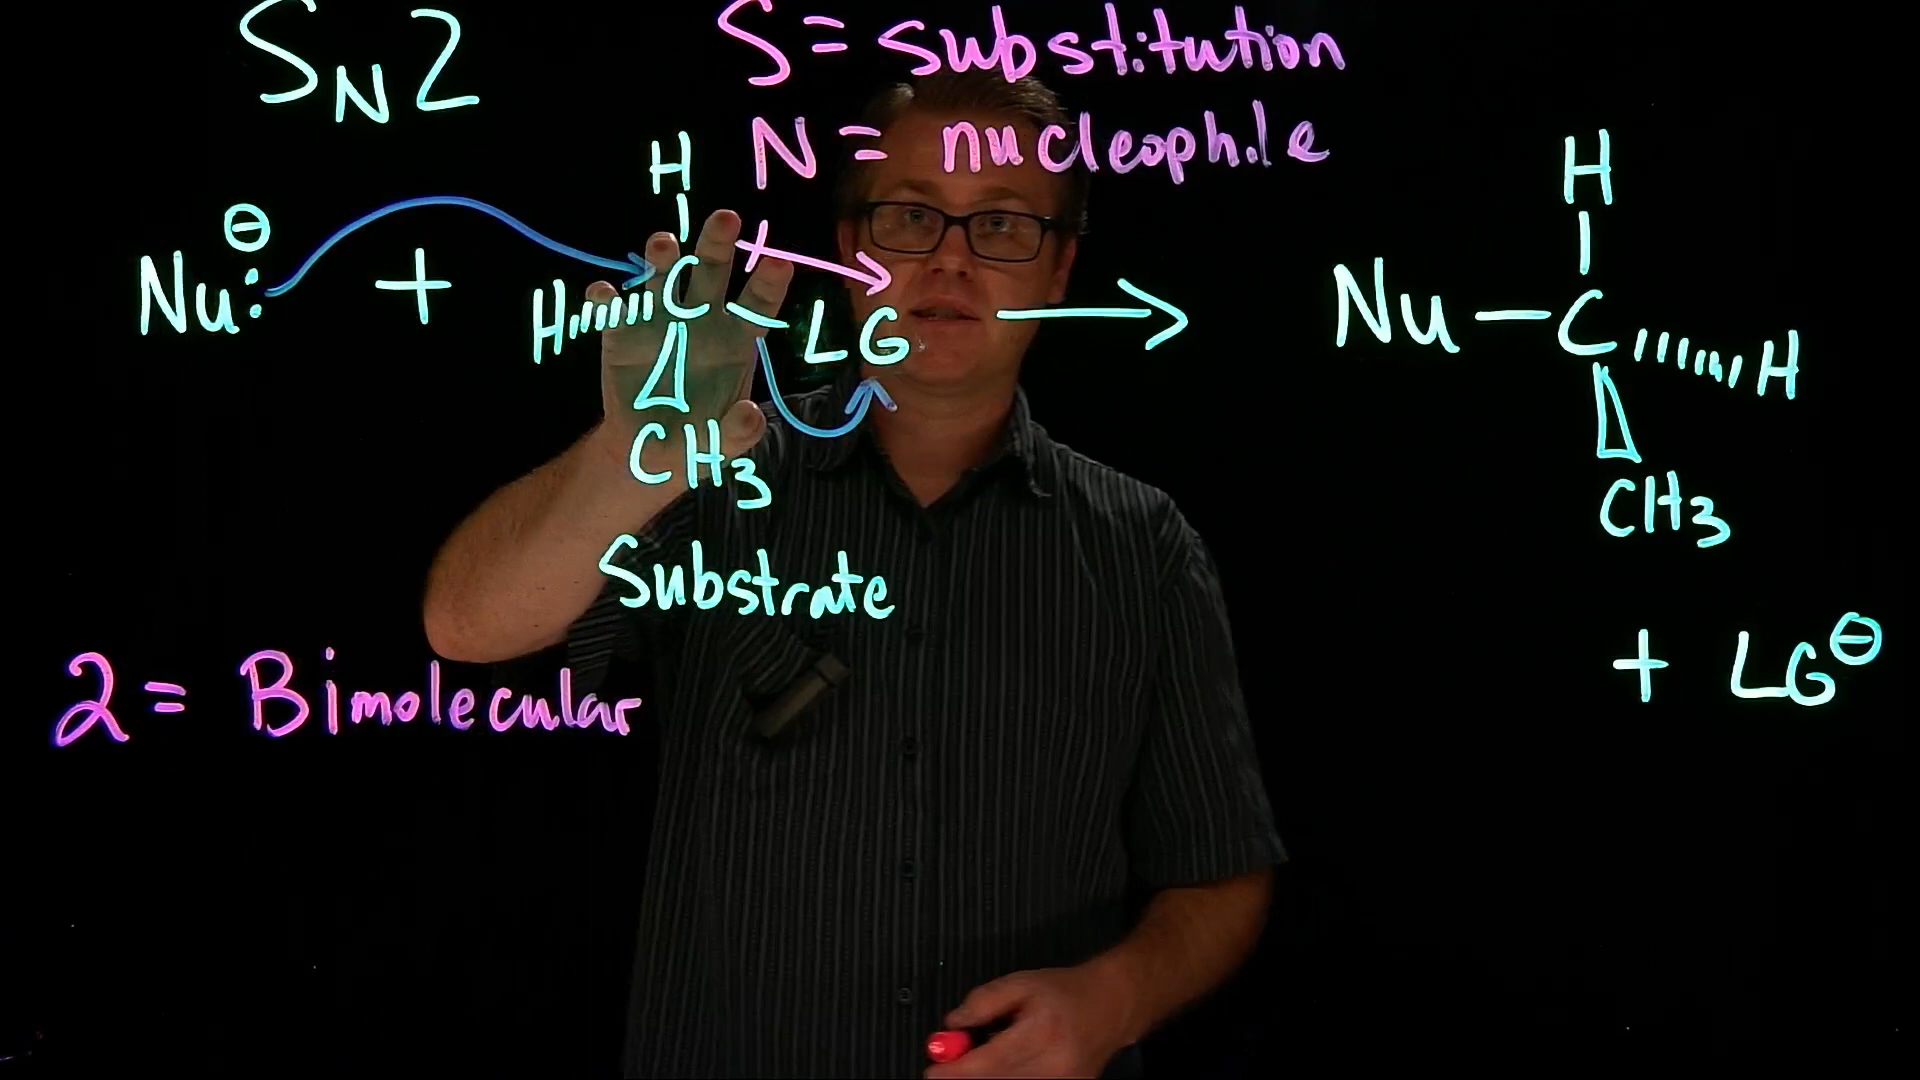 SN2
S = substitution
N = nucleophile
H
Nu:⊖ + H C LG → Nu — C H
CH3
H
CH3
Substrate
2 = Bimolecular
+ LG⊖